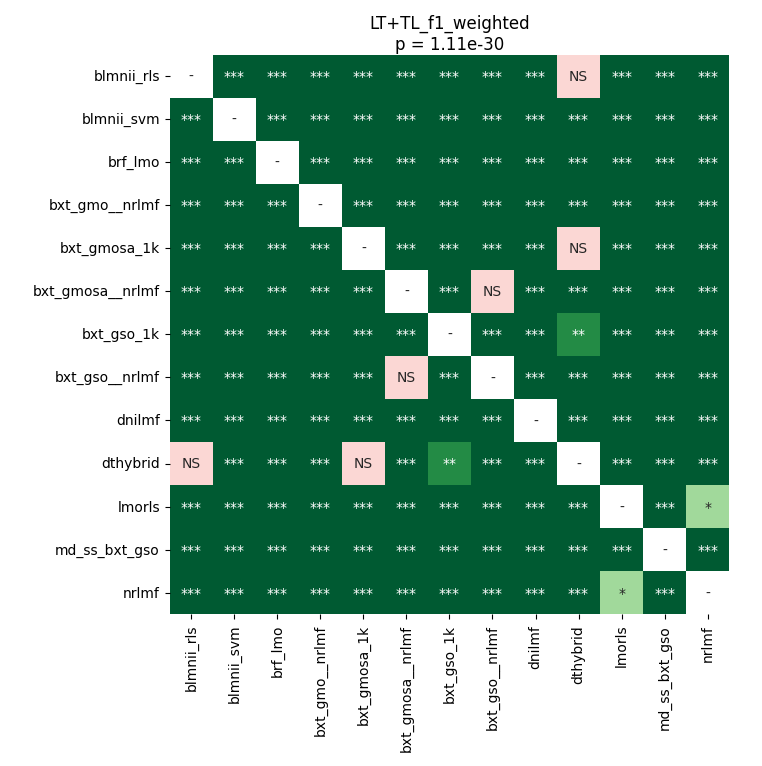 LT+TL_f1_weighted
p = 1.11e-30
blmnii_rls - *** *** *** *** *** *** *** *** NS *** *** ***
blmnii_svm *** - *** *** *** *** *** *** *** *** *** *** ***
brf_lmo *** *** - *** *** *** *** *** *** *** *** *** ***
bxt_gmo__nrlmf *** *** *** - *** *** *** *** *** *** *** *** ***
bxt_gmosa_1k *** *** *** *** - *** *** *** *** NS *** *** ***
bxt_gmosa__nrlmf *** *** *** *** *** - *** NS *** *** *** *** ***
bxt_gso_1k *** *** *** *** *** *** - *** *** ** *** *** ***
bxt_gso__nrlmf *** *** *** *** *** NS *** - *** *** *** *** ***
dnilmf *** *** *** *** *** *** *** *** - *** *** *** ***
dthybrid NS *** *** *** NS *** ** *** *** - *** *** ***
lmorls *** *** *** *** *** *** *** *** *** *** - *** *
md_ss_bxt_gso *** *** *** *** *** *** *** *** *** *** *** - ***
nrlmf *** *** *** *** *** *** *** *** *** *** * *** -
blmnii_rls
blmnii_svm
brf_lmo
bxt_gmo__nrlmf
bxt_gmosa_1k
bxt_gmosa__nrlmf
bxt_gso_1k
bxt_gso__nrlmf
dnilmf
dthybrid
lmorls
md_ss_bxt_gso
nrlmf